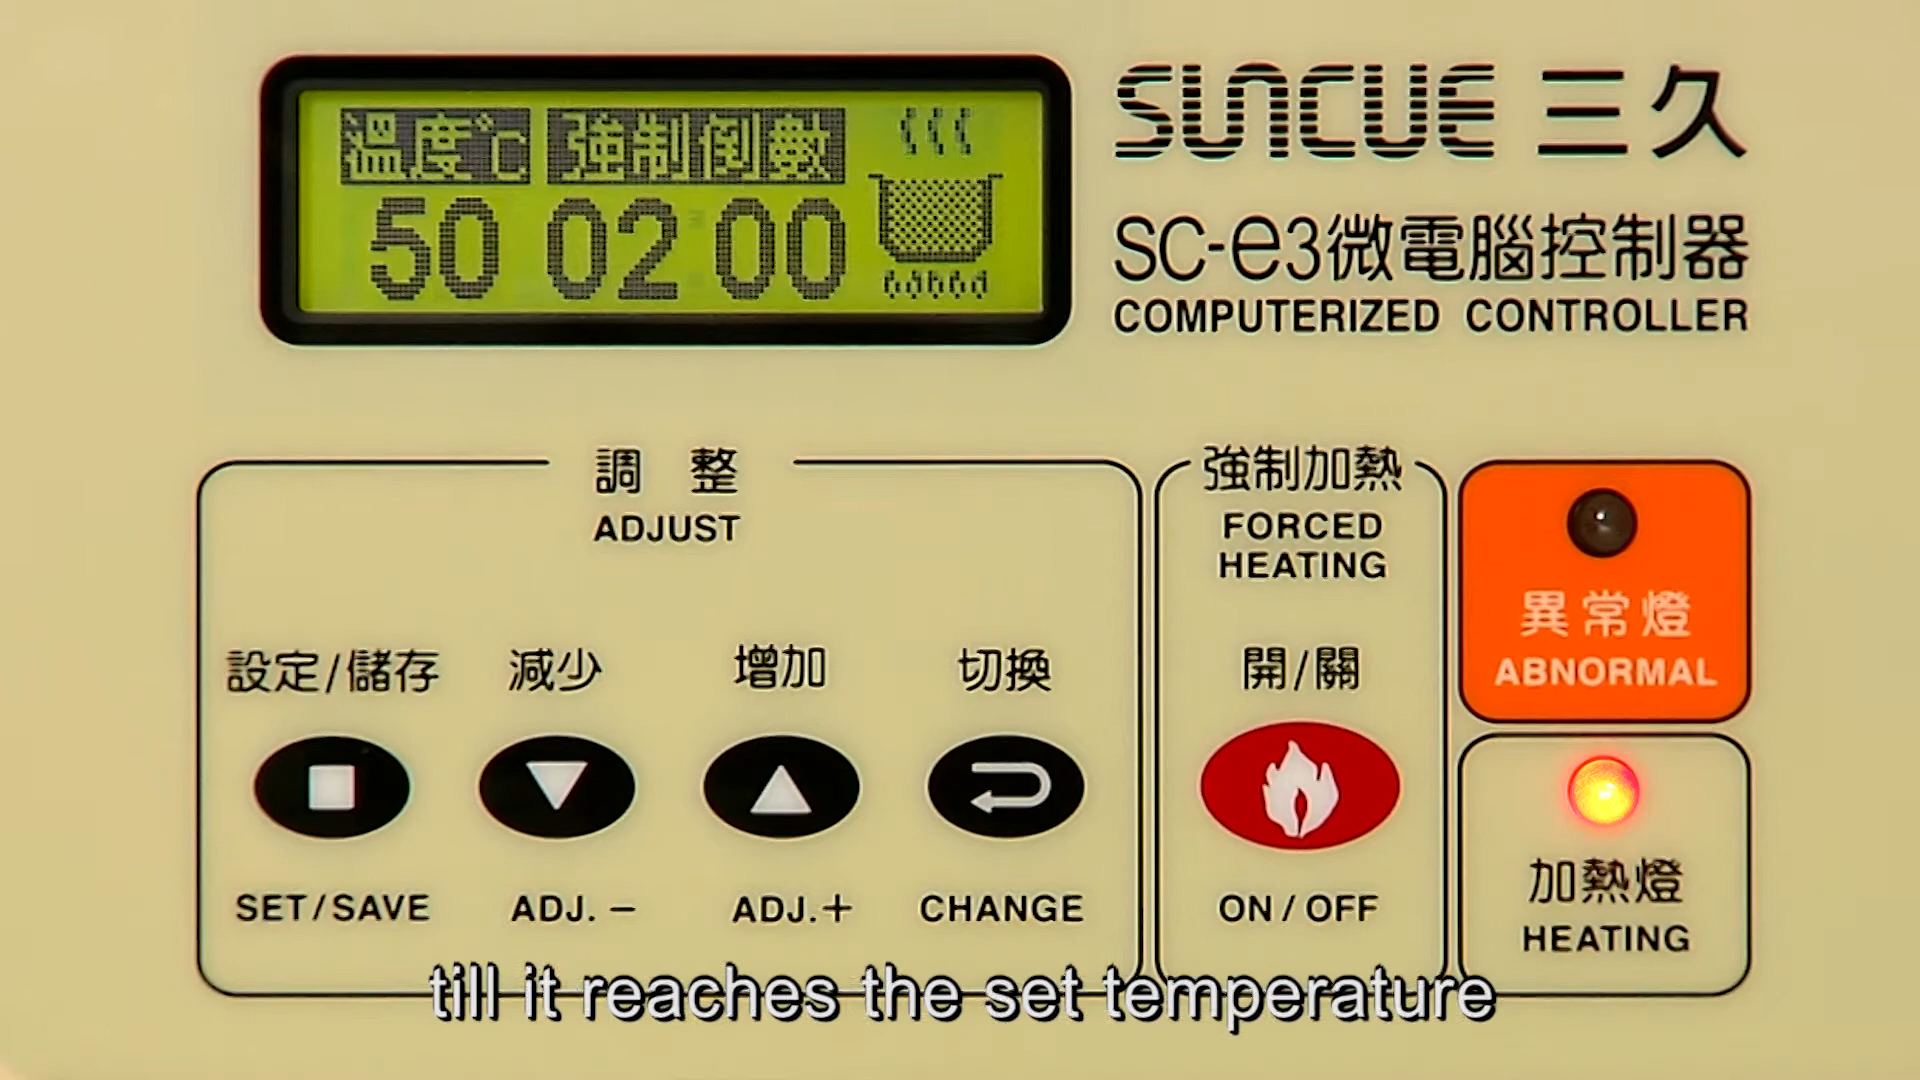 溫度℃ 強制倒數
50 02:00
SUNCUE 三久
SC-e3微電腦控制器
COMPUTERIZED CONTROLLER
調 整
ADJUST
設定/儲存 減少 增加 切換
SET/SAVE ADJ. - ADJ.+ CHANGE
強制加熱
FORCED
HEATING
開/關
ON/OFF
異常燈
ABNORMAL
加熱燈
HEATING
till it reaches the set temperature